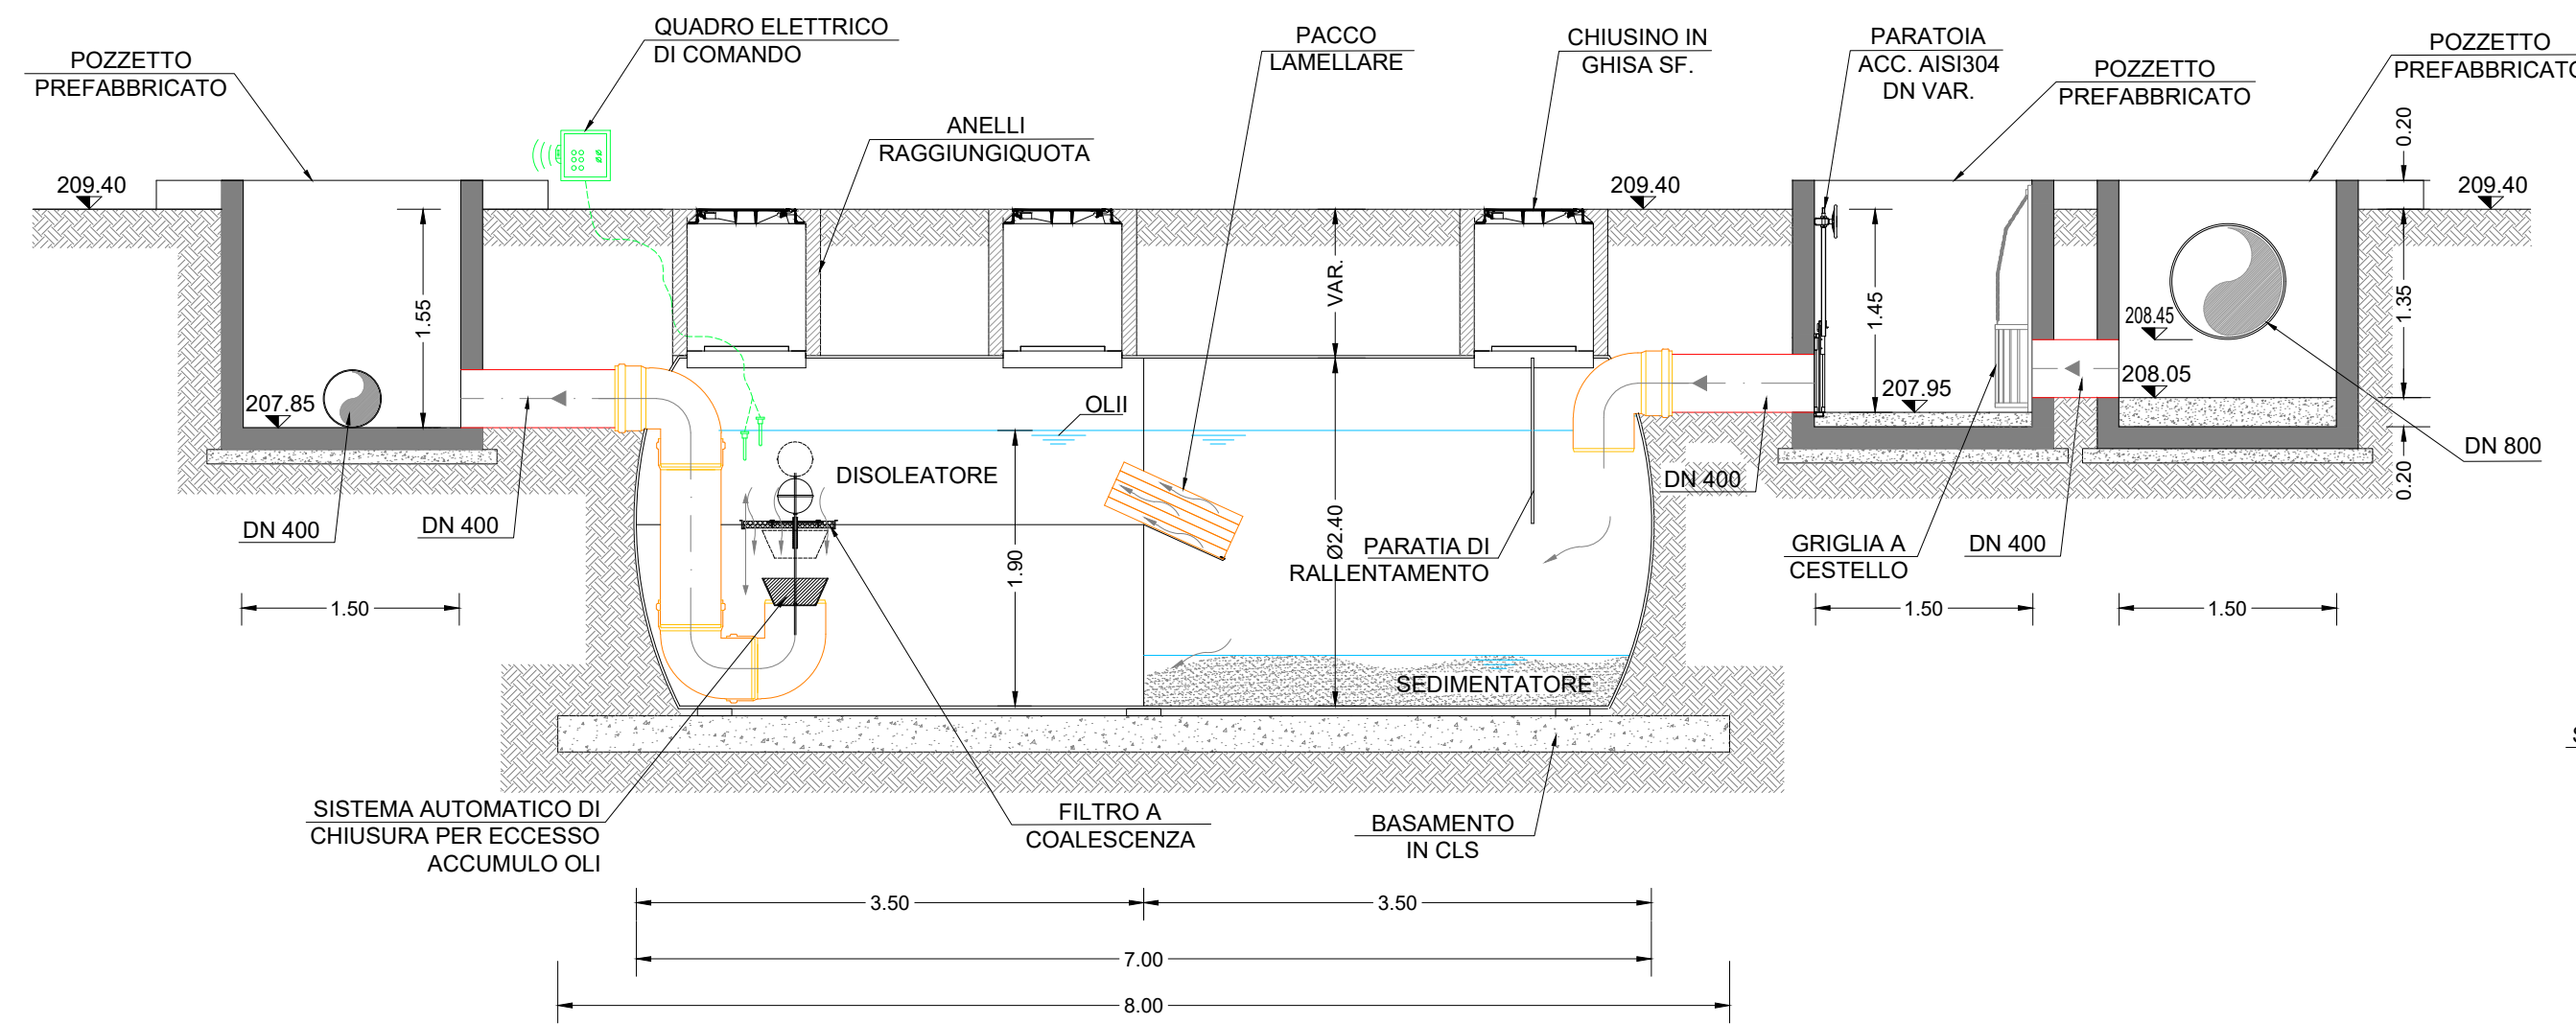 QUADRO ELETTRICO
DI COMANDO
POZZETTO
PREFABBRICATO
PACCO
LAMELLARE
CHIUSINO IN
GHISA SF.
PARATOIA
ACC. AISI304
DN VAR.
POZZETTO
PREFABBRICATO
POZZETTO
PREFABBRICATO
ANELLI
RAGGIUNGIQUOTA
0.20
209.40
209.40
209.40
1.55
VAR.
1.45
1.35
208.45
208.05
207.95
207.85
OLII
DISOLEATORE
DN 400
DN 400
DN 400
DN 800
0.20
1.90
Ø2.40
PARATIA DI
RALLENTAMENTO
GRIGLIA A
CESTELLO
DN 400
1.50
1.50
1.50
SEDIMENTATORE
S
SISTEMA AUTOMATICO DI
CHIUSURA PER ECCESSO
ACCUMULO OLI
FILTRO A
COALESCENZA
BASAMENTO
IN CLS
3.50
3.50
7.00
8.00